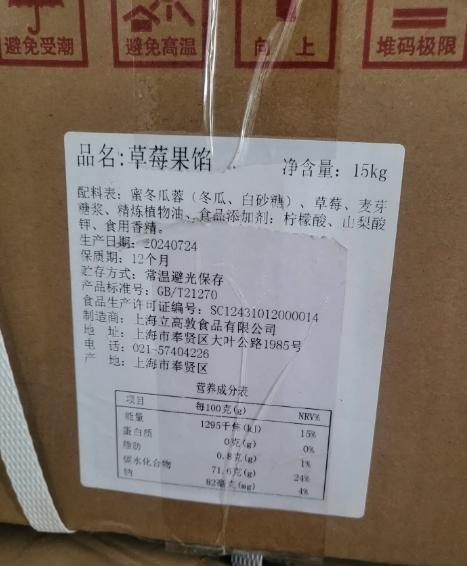 避免受潮 避免高温 向上 堆码极限
品名:草莓果馅 净含量: 15kg
配料表: 蜜冬瓜蓉 (冬瓜、白砂糖)、草莓、麦芽
糖浆、精炼植物油、食品添加剂: 柠檬酸、山梨酸
钾、食用香精。
生产日期: 20240724
保质期: 12个月
贮存方式: 常温避光保存
产品标准号: GB/T21270
食品生产许可证编号: SC12431012000014
制造商: 上海立高敦食品有限公司
地 址: 上海市奉贤区大叶公路1985号
电 话: 021-57404226
产 地: 上海市奉贤区
营养成分表
项目 每100克(g) NRV%
能量 1295千焦(kJ) 15%
蛋白质 0克(g) 0%
脂肪 0.8克(g) 1%
碳水化合物 71.6克(g) 24%
钠 82毫克(mg) 4%